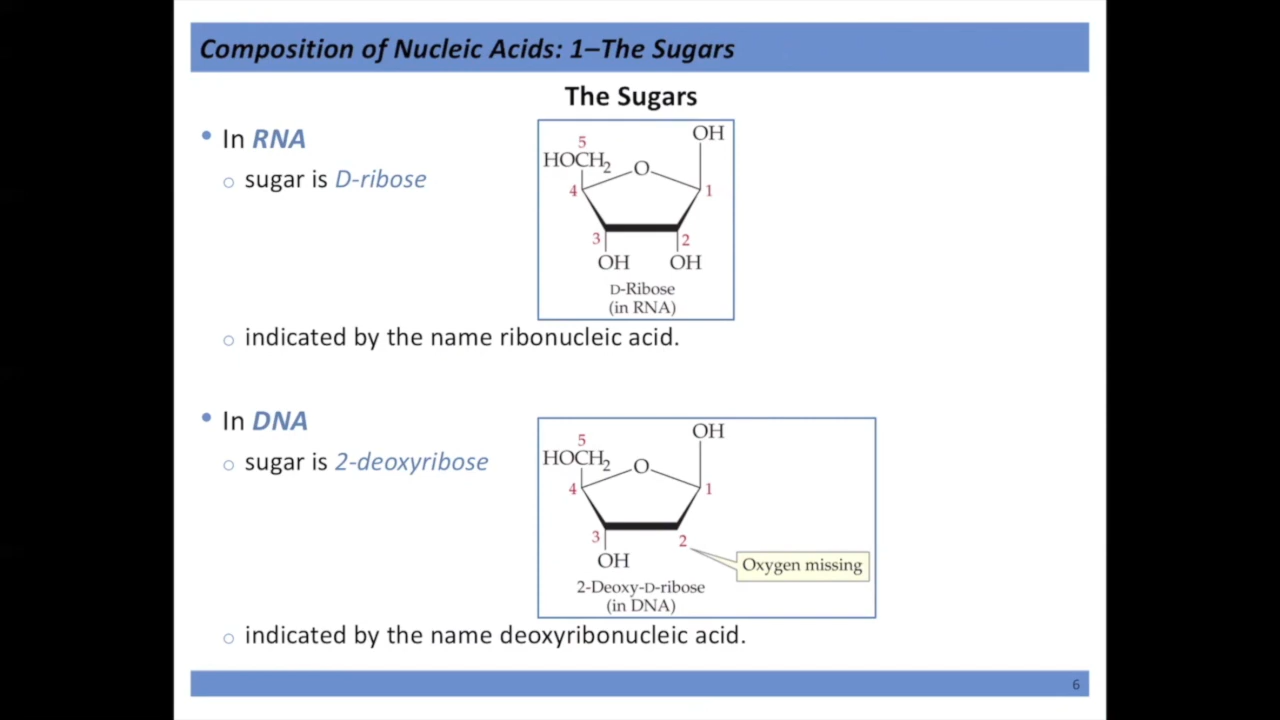 Composition of Nucleic Acids: 1–The Sugars
The Sugars
• In RNA
o sugar is D-ribose
OH
5
HOCH2
O
4
1
3
2
OH
OH
D-Ribose
(in RNA)
o indicated by the name ribonucleic acid.
• In DNA
o sugar is 2-deoxyribose
OH
5
HOCH2
O
4
1
3
2
OH
Oxygen missing
2-Deoxy-D-ribose
(in DNA)
o indicated by the name deoxyribonucleic acid.
6